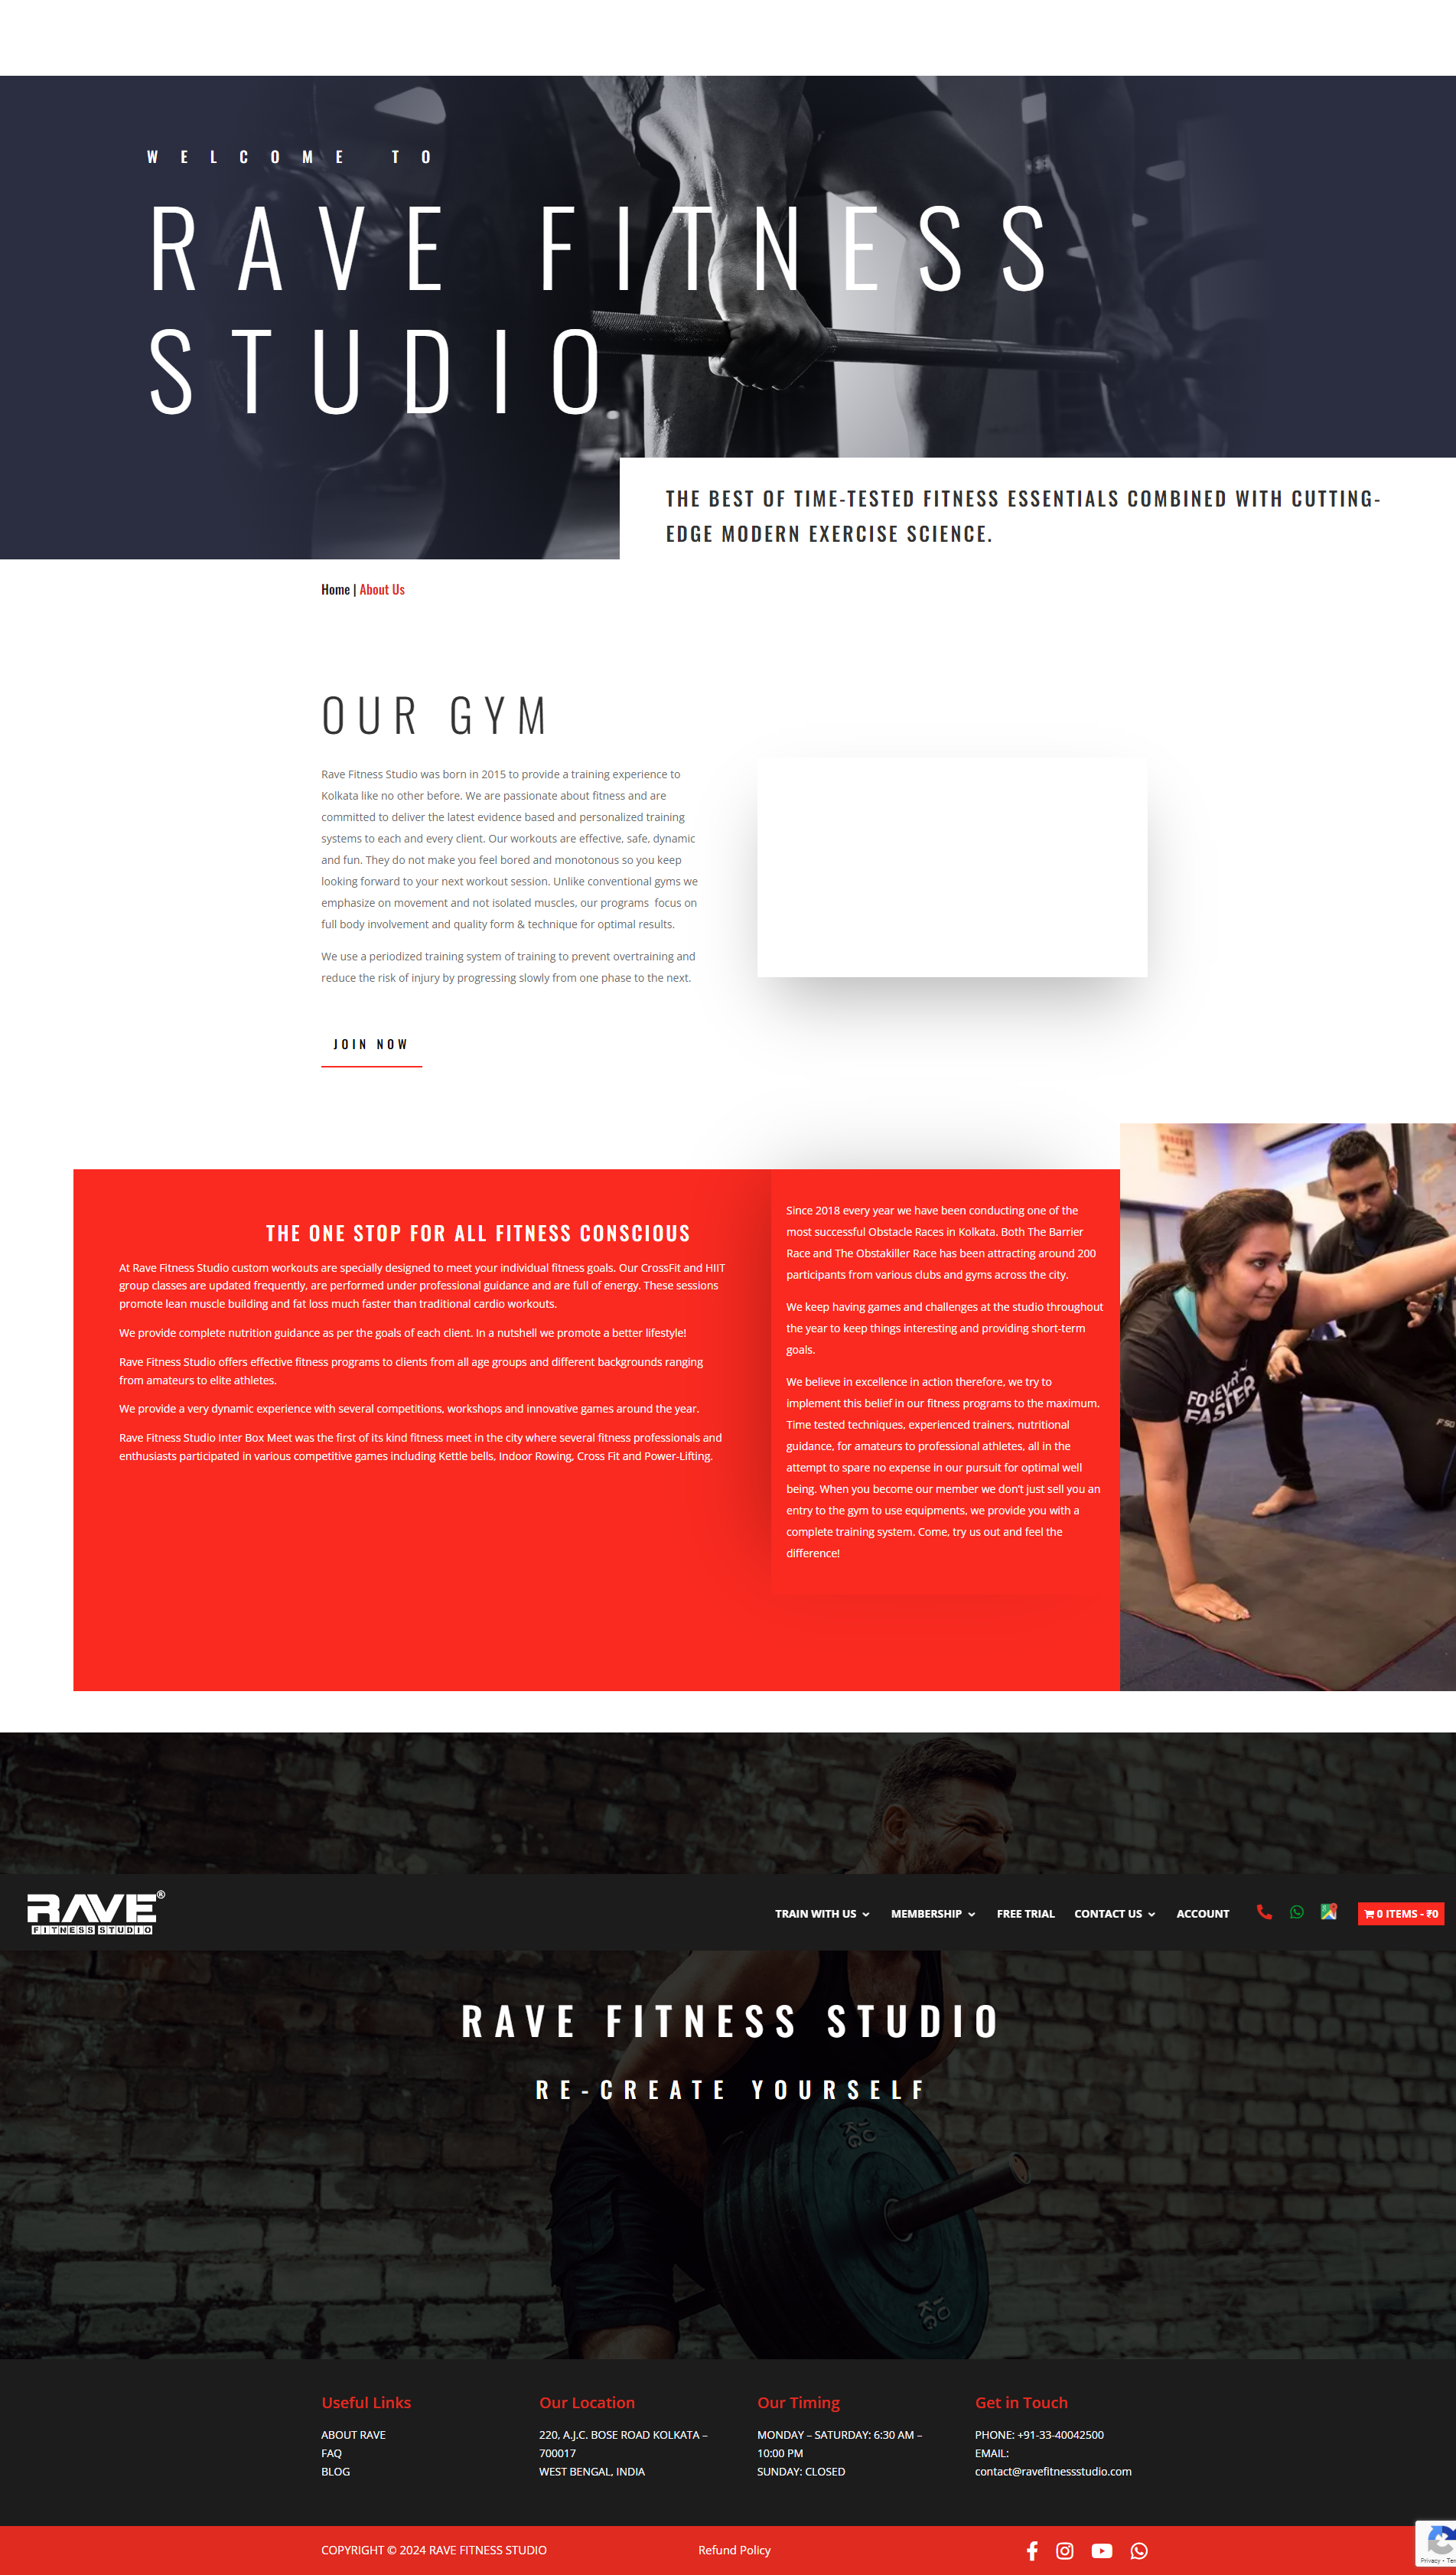 WELCOME TO
RAVE FITNESS
STUDIO
THE BEST OF TIME-TESTED FITNESS ESSENTIALS COMBINED WITH CUTTING-
EDGE MODERN EXERCISE SCIENCE.
Home | About Us
OUR GYM
Rave Fitness Studio was born in 2015 to provide a training experience to
Kolkata like no other before. We are passionate about fitness and are
committed to deliver the latest evidence based and personalized training
systems to each and every client. Our workouts are effective, safe, dynamic
and fun. They do not make you feel bored and monotonous so you keep
looking forward to your next workout session. Unlike conventional gyms we
emphasize on movement and not isolated muscles, our programs focus on
full body involvement and quality form & technique for optimal results.
We use a periodized training system of training to prevent overtraining and
reduce the risk of injury by progressing slowly from one phase to the next.
JOIN NOW
THE ONE STOP FOR ALL FITNESS CONSCIOUS
At Rave Fitness Studio custom workouts are specially designed to meet your individual fitness goals. Our CrossFit and HIIT
group classes are updated frequently, are performed under professional guidance and are full of energy. These sessions
promote lean muscle building and fat loss much faster than traditional cardio workouts.
We provide complete nutrition guidance as per the goals of each client. In a nutshell we promote a better lifestyle!
Rave Fitness Studio offers effective fitness programs to clients from all age groups and different backgrounds ranging
from amateurs to elite athletes.
We provide a very dynamic experience with several competitions, workshops and innovative games around the year.
Rave Fitness Studio Inter Box Meet was the first of its kind fitness meet in the city where several fitness professionals and
enthusiasts participated in various competitive games including Kettle bells, Indoor Rowing, Cross Fit and Power-Lifting.
Since 2018 every year we have been conducting one of the
most successful Obstacle Races in Kolkata. Both The Barrier
Race and The Obstakiller Race has been attracting around 200
participants from various clubs and gyms across the city.
We keep having games and challenges at the studio throughout
the year to keep things interesting and providing short-term
goals.
We believe in excellence in action therefore, we try to
implement this belief in our fitness programs to the maximum.
Time tested techniques, experienced trainers, nutritional
guidance, for amateurs to professional athletes, all in the
attempt to spare no expense in our pursuit for optimal well
being. When you become our member we don't just sell you an
entry to the gym to use equipments, we provide you with a
complete training system. Come, try us out and feel the
difference!
FOREVER
FASTER
RAVE®
FITNESS STUDIO
TRAIN WITH US
MEMBERSHIP
FREE TRIAL
CONTACT US
ACCOUNT
0 ITEMS - ₹0
RAVE FITNESS STUDIO
RE-CREATE YOURSELF
10
KG
10
KG
Useful Links
ABOUT RAVE
FAQ
BLOG
Our Location
220, A.J.C. BOSE ROAD KOLKATA –
700017
WEST BENGAL, INDIA
Our Timing
MONDAY – SATURDAY: 6:30 AM –
10:00 PM
SUNDAY: CLOSED
Get in Touch
PHONE: +91-33-40042500
EMAIL:
contact@ravefitnessstudio.com
COPYRIGHT © 2024 RAVE FITNESS STUDIO
Refund Policy
Privacy